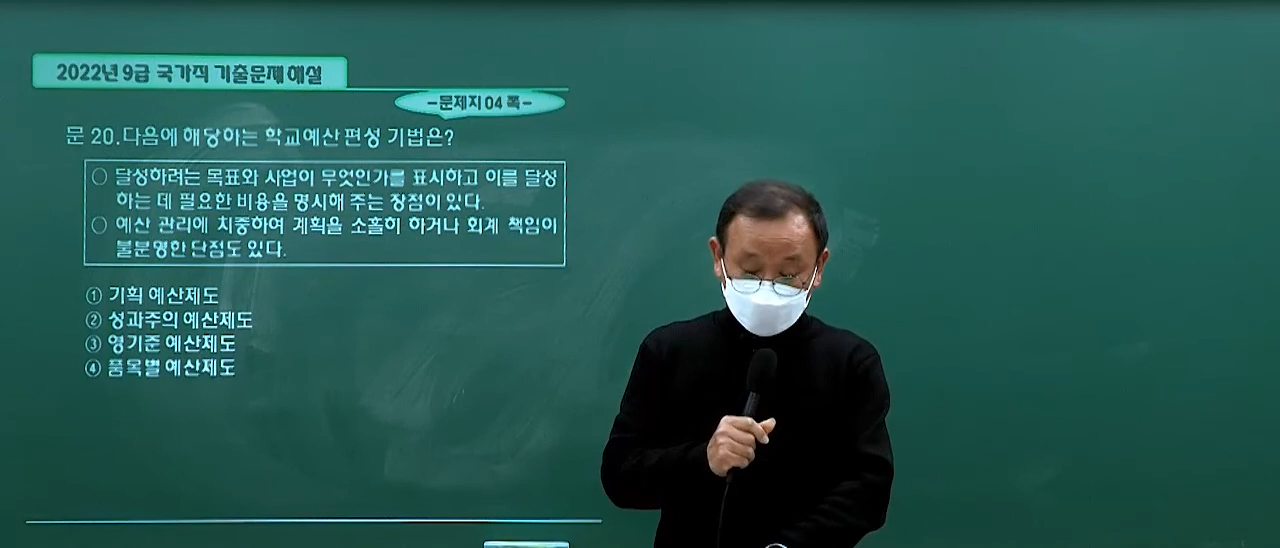 2022년 9급 국가직 기출문제 해설
-문제지 04 쪽-
문 20.다음에 해당하는 학교예산 편성 기법은?
○ 달성하려는 목표와 사업이 무엇인가를 표시하고 이를 달성
하는 데 필요한 비용을 명시해 주는 장점이 있다.
○ 예산 관리에 치중하여 계획을 소홀히 하거나 회계 책임이
불분명한 단점도 있다.
① 기획 예산제도
② 성과주의 예산제도
③ 영기준 예산제도
④ 품목별 예산제도